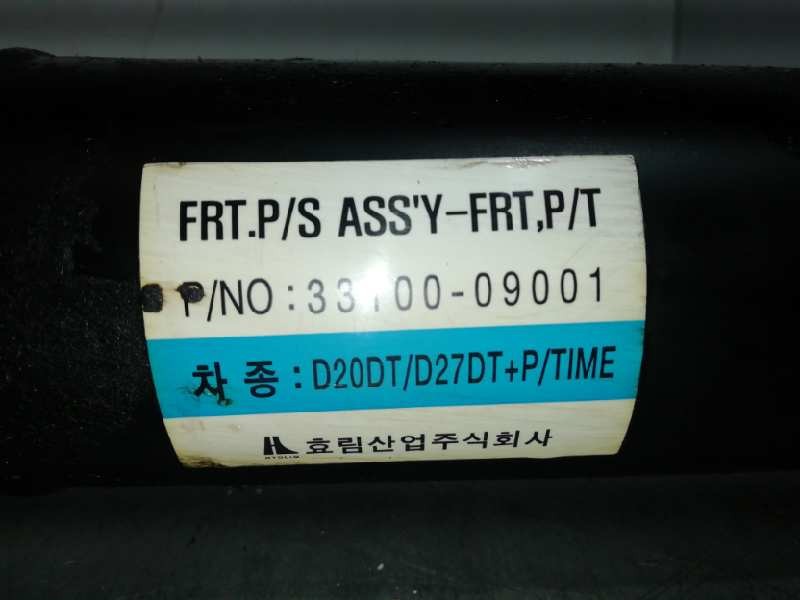 FRT.P/S ASS'Y-FRT,P/T
P/NO : 33100-09001
차 종 : D20DT/D27DT+P/TIME
효림산업주식회사